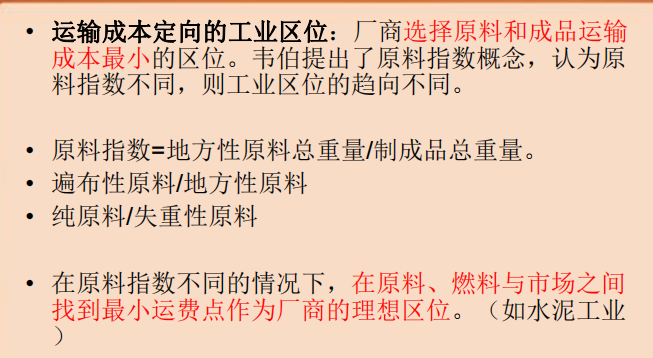 • 运输成本定向的工业区位：厂商选择原料和成品运输
成本最小的区位。韦伯提出了原料指数概念，认为原
料指数不同，则工业区位的趋向不同。
• 原料指数=地方性原料总重量/制成品总重量。
• 遍布性原料/地方性原料
• 纯原料/失重性原料
• 在原料指数不同的情况下，在原料、燃料与市场之间
找到最小运费点作为厂商的理想区位。（如水泥工业
）